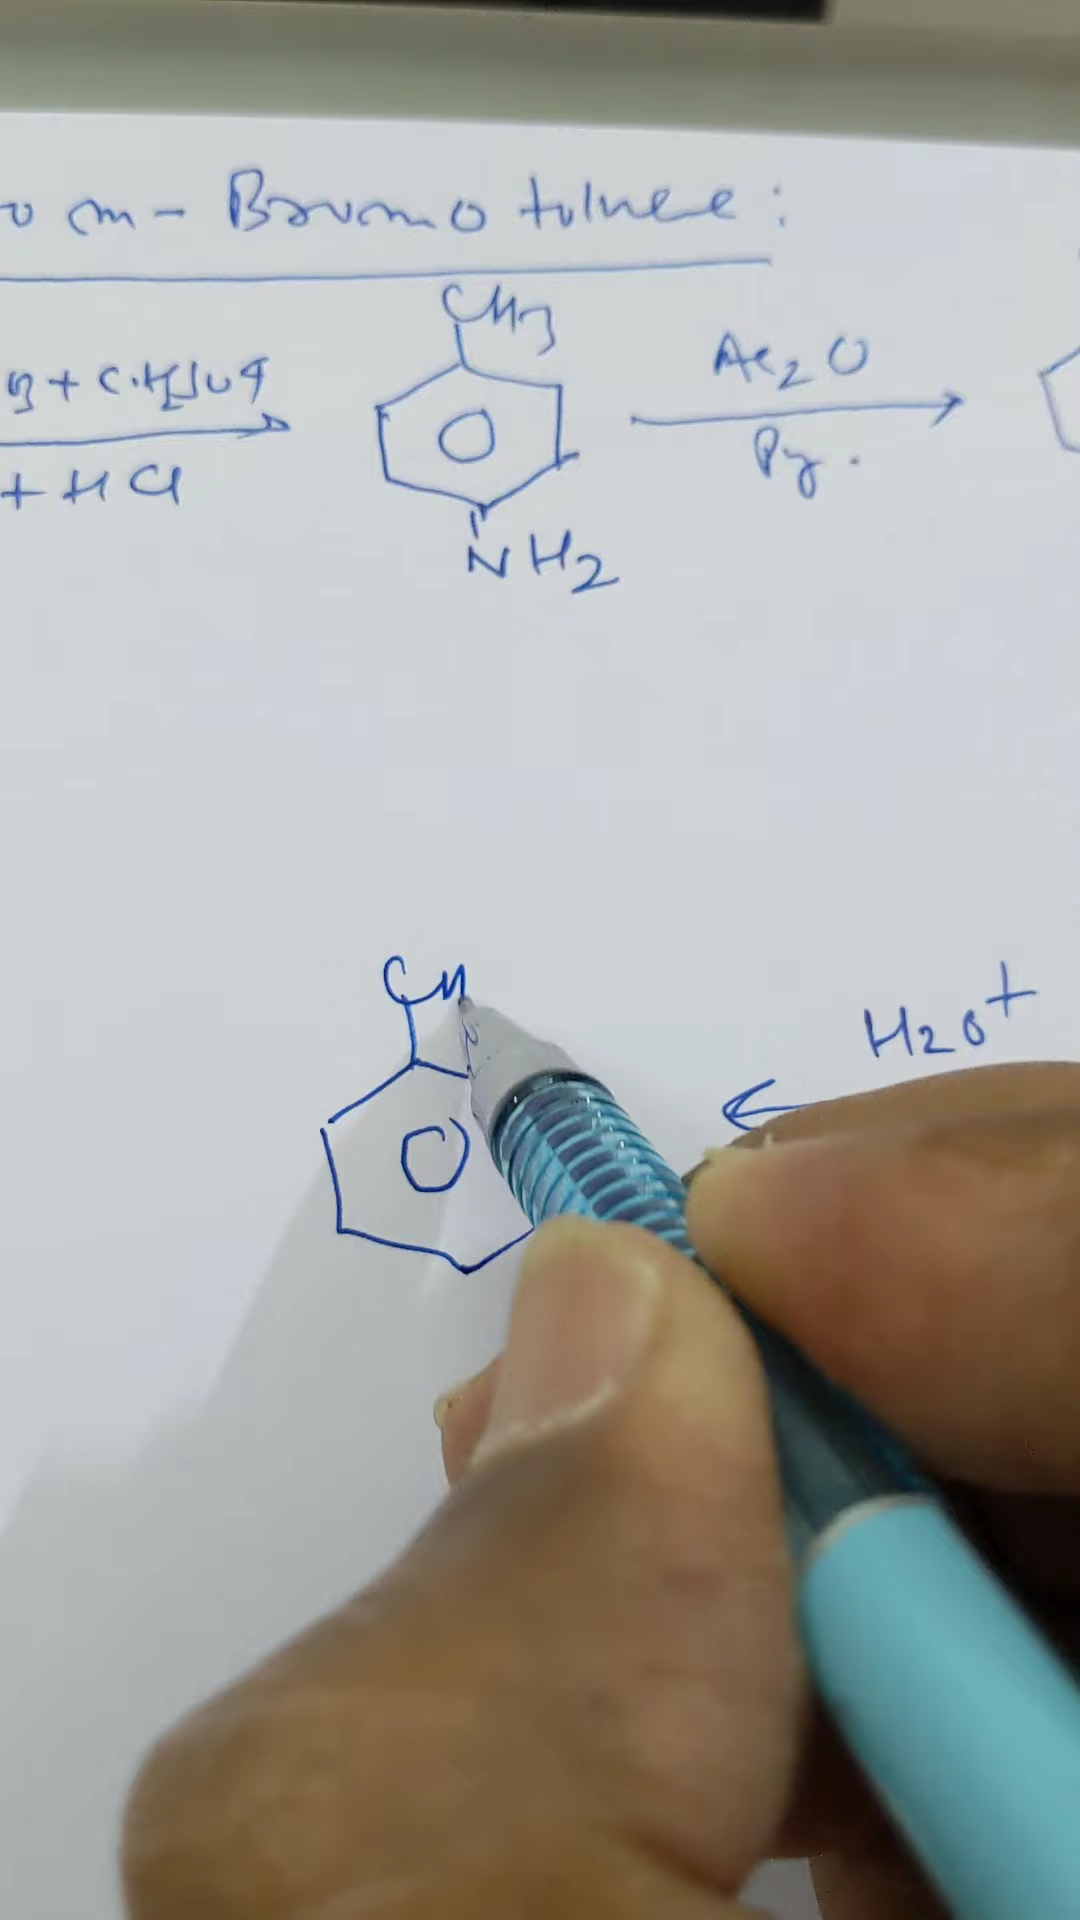 m- Bromo toluene:
CH3
Ac2O
+ HCl
Py.
NH2
CH
H2O+